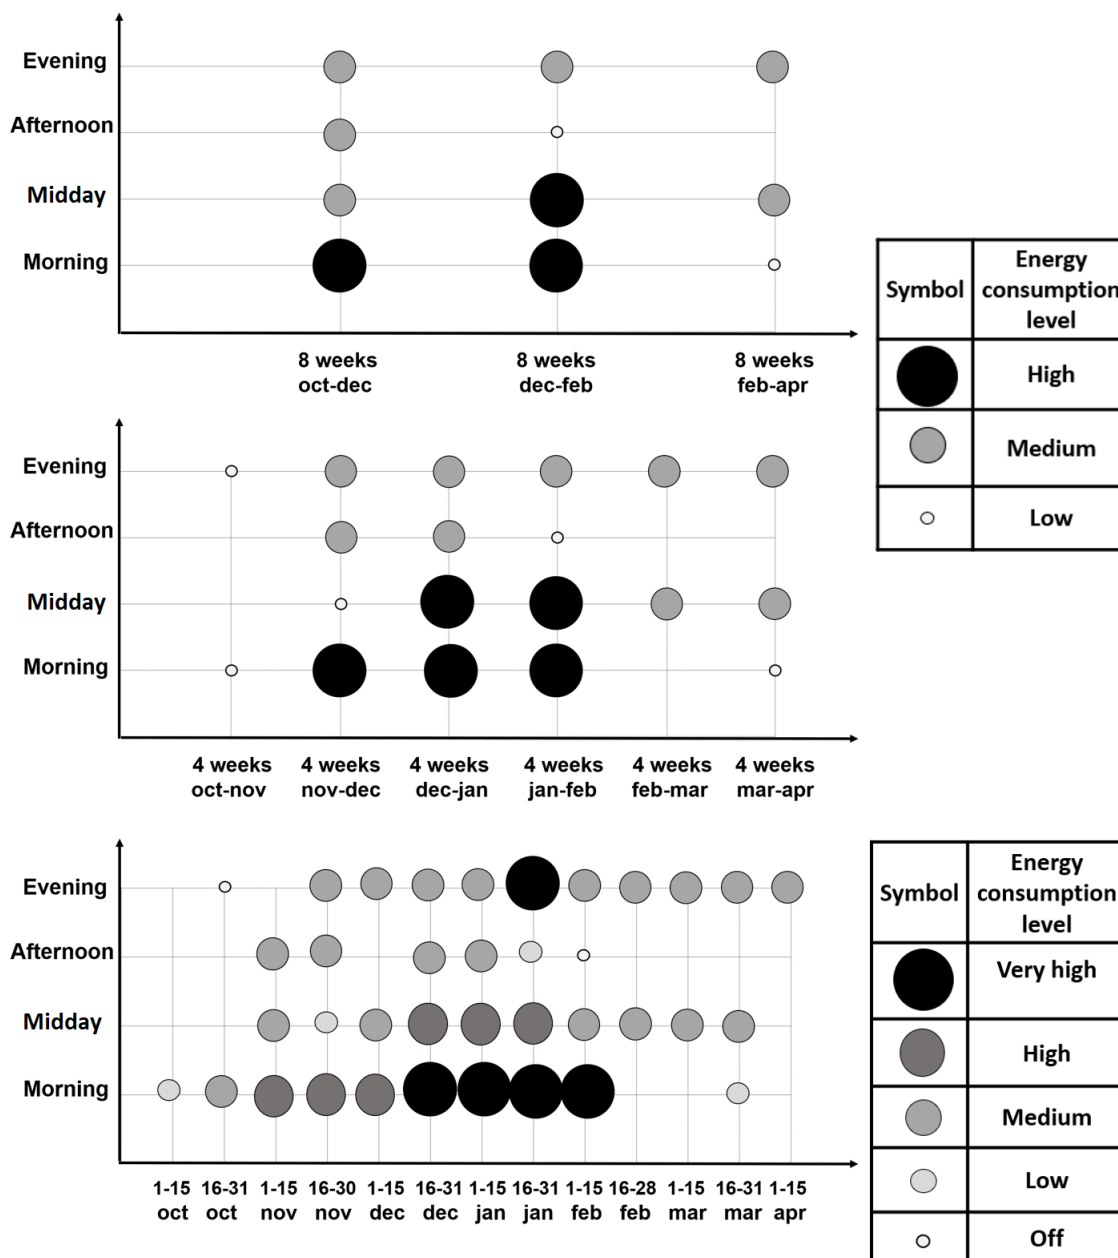 Evening
Afternoon
Midday
Morning
8 weeks
oct-dec
8 weeks
dec-feb
8 weeks
feb-apr
Symbol
Energy
consumption
level
High
Medium
Low
Evening
Afternoon
Midday
Morning
4 weeks
oct-nov
4 weeks
nov-dec
4 weeks
dec-jan
4 weeks
jan-feb
4 weeks
feb-mar
4 weeks
mar-apr
Evening
Afternoon
Midday
Morning
1-15
oct
16-31
oct
1-15
nov
16-30
nov
1-15
dec
16-31
dec
1-15
jan
16-31
jan
1-15
feb
16-28
feb
1-15
mar
16-31
mar
1-15
apr
Symbol
Energy
consumption
level
Very high
High
Medium
Low
Off